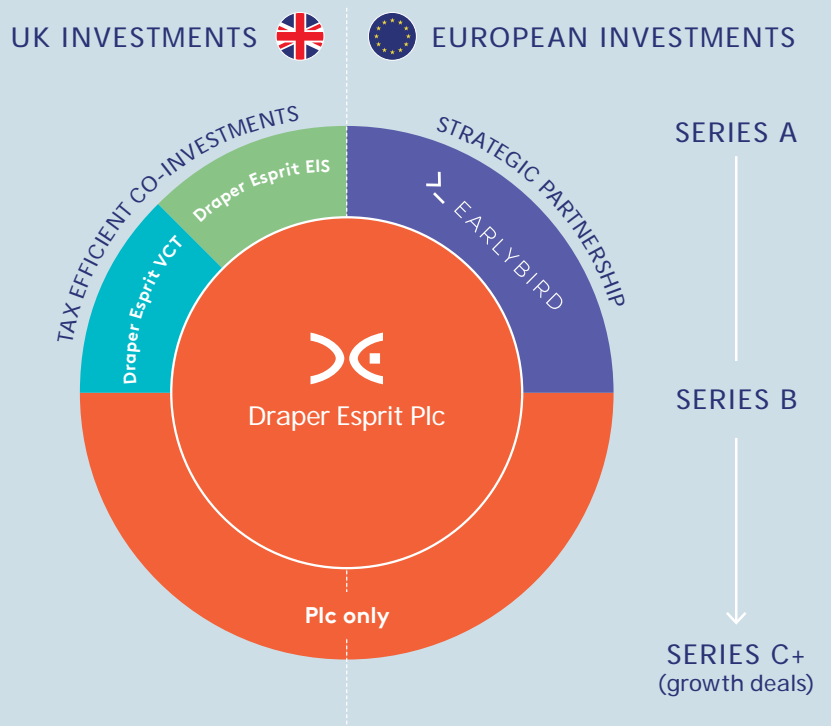 UK INVESTMENTS
EUROPEAN INVESTMENTS
TAX EFFICIENT CO-INVESTMENTS
STRATEGIC PARTNERSHIP
Draper Esprit EIS
Draper Esprit VCT
EARLYBIRD
Draper Esprit Plc
Plc only
SERIES A
SERIES B
SERIES C+
(growth deals)